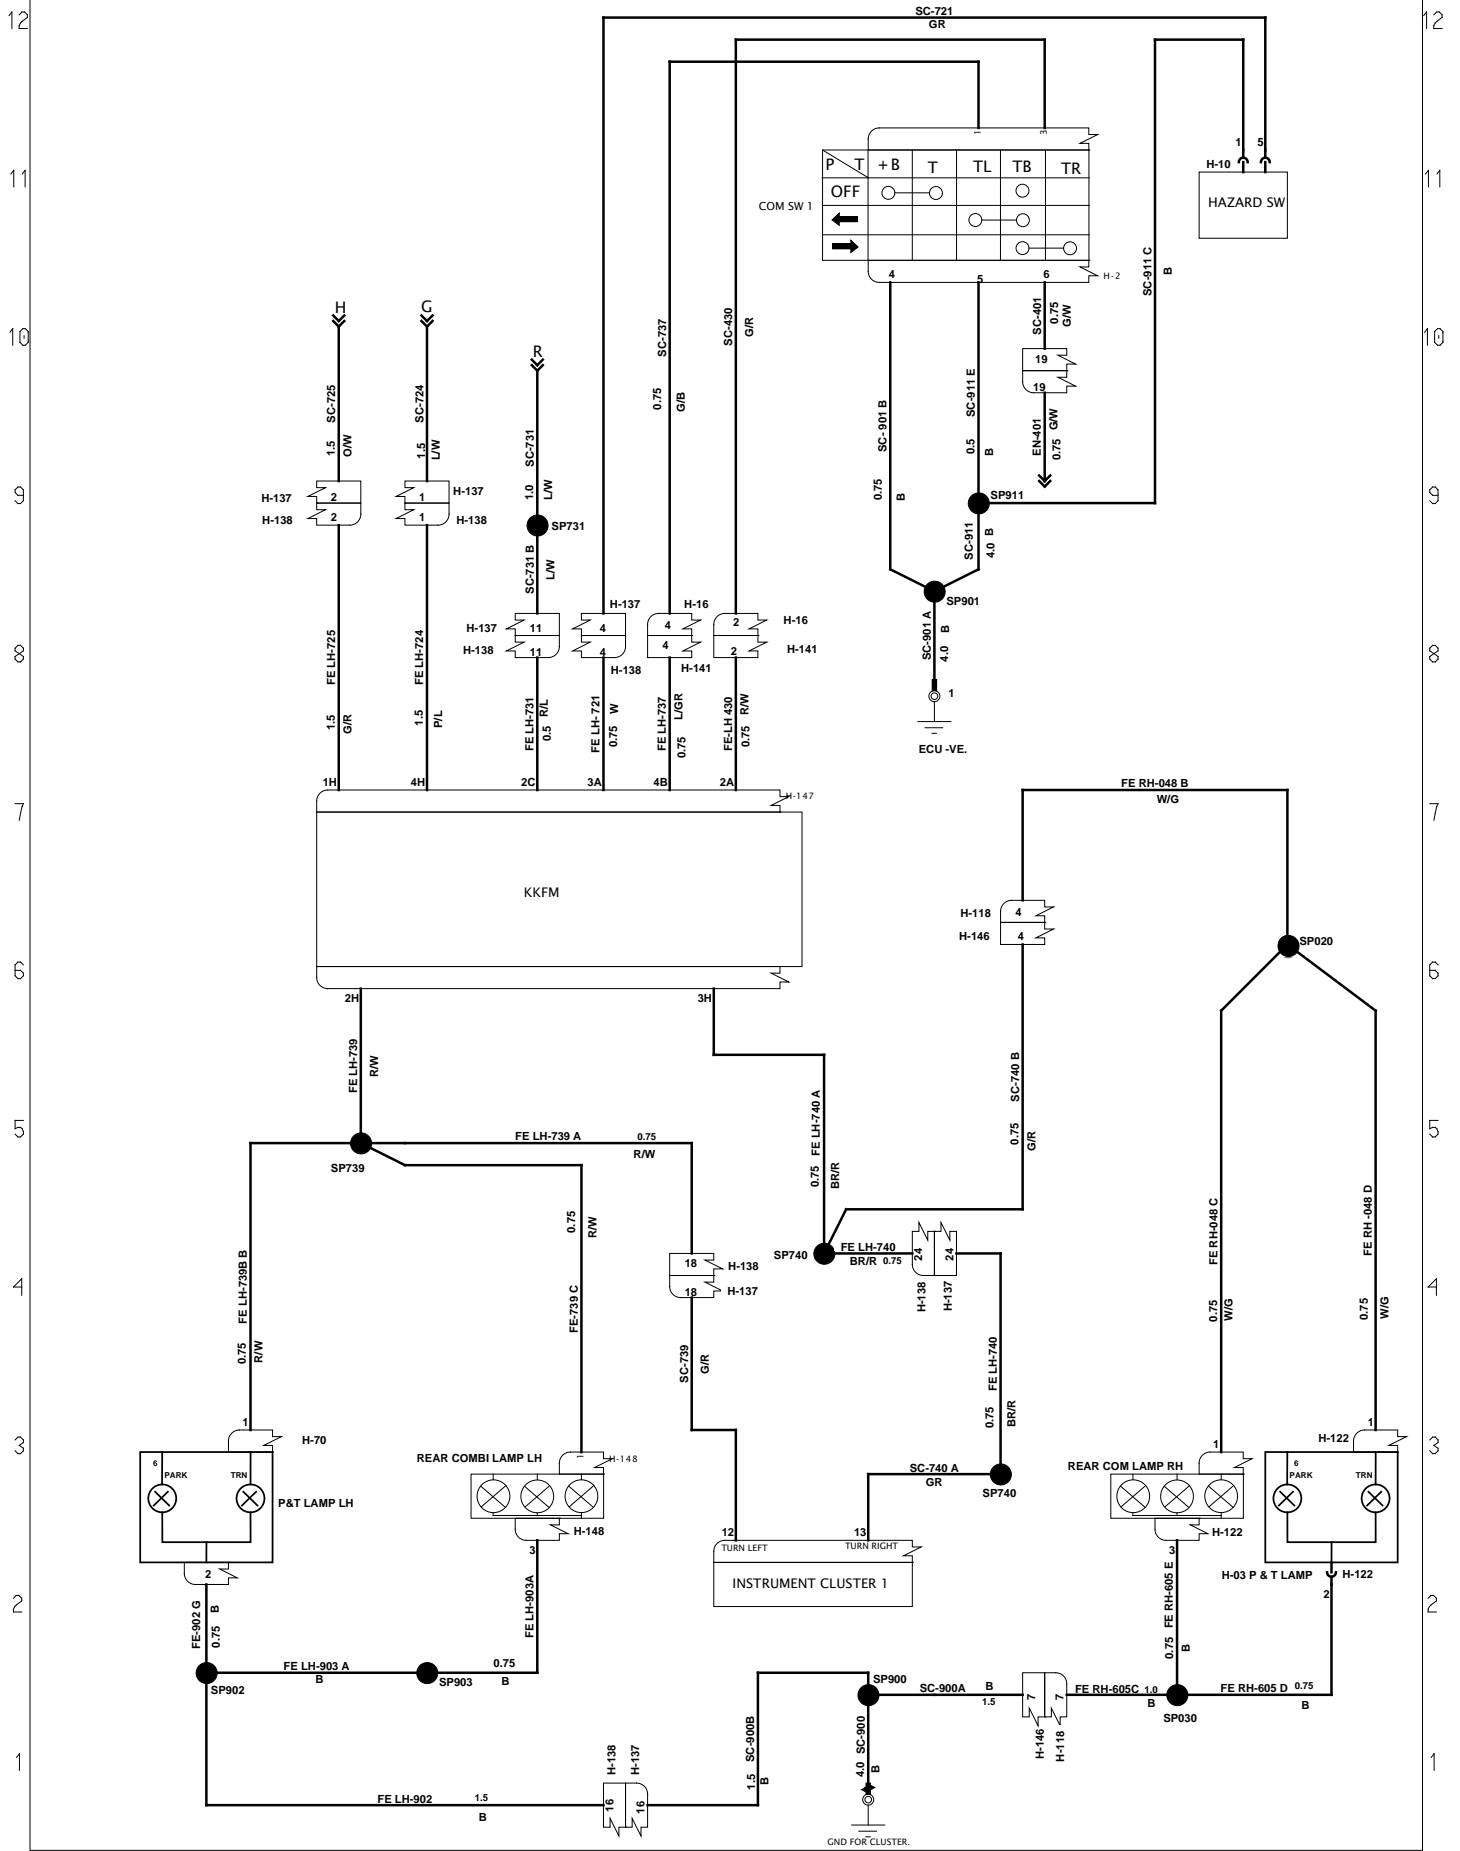 12
SC-721
GR
12
1
3
1
5
H-10
11
P
T
+B
T
TL
TB
TR
11
OFF
COM SW 1
HAZARD SW
4
5
6
H-2
SC-911 C
B
H
G
SC-401
0.75
G/W
10
R
SC-737
SC-430
G/R
19
10
19
SC-725
SC-724
0.75
G/B
SC-901 B
SC-911 E
1.5
O/W
1.5
L/W
SC-731
EN-401
0.75
G/W
0.5
B
9
H-137
2
1
H-137
1.0
L/W
0.75
B
SP911
9
H-138
2
1
H-138
SP731
SC-911
4.0
B
SC-731 B
L/W
SP901
H-137
H-16
H-137
11
4
4
2
H-16
SC-901 A
4.0
B
8
H-138
11
4
4
2
H-141
8
FE LH-725
FE LH-724
H-138
H-141
1
1.5
G/R
1.5
P/L
FE LH-731
R/L
0.5
FE LH-721
W
0.75
FE LH-737
L/GR
0.75
FE-LH 430
R/W
0.75
ECU -VE.
1H
4H
2C
3A
4B
2A
FE RH-048 B
W/G
H-147
7
7
KKFM
H-118
4
H-146
4
SP020
6
6
2H
3H
FE LH-739
R/W
SC-740 B
0.75
G/R
5
FE LH-739 A
0.75
R/W
0.75
FE LH-740 A
BR/R
5
SP739
0.75
R/W
FE RH-048 C
FE RH -048 D
SP740
FE LH-740
BR/R
0.75
24
24
18
H-138
4
FE LH-739B B
FE-739 C
18
H-137
H-138
H-137
4
0.75
W/G
0.75
W/G
0.75
R/W
SC-739
G/R
FE LH-740
0.75
BR/R
1
1
H-70
H-122
3
REAR COMBI LAMP LH
1
H-148
1
3
6
PARK
TRN
SC-740 A
GR
REAR COM LAMP RH
6
PARK
TRN
P&T LAMP LH
SP740
H-148
12
13
H-122
3
TURN LEFT
TURN RIGHT
3
2
INSTRUMENT CLUSTER 1
H-03 P & T LAMP
H-122
2
2
2
FE-902 G
B
0.75
FE LH-903A
0.75
FE RH-605 E
B
FE LH-903 A
B
0.75
B
SP902
SP903
SP900
SC-900A
B
1.5
7
7
FE RH-605C
1.0
B
FE RH-605 D
0.75
B
SP030
1
H-138
H-137
1.5
SC-900B
B
4.0
SC-900
B
H-146
H-118
1
FE LH-902
1.5
B
16
16
GND FOR CLUSTER.